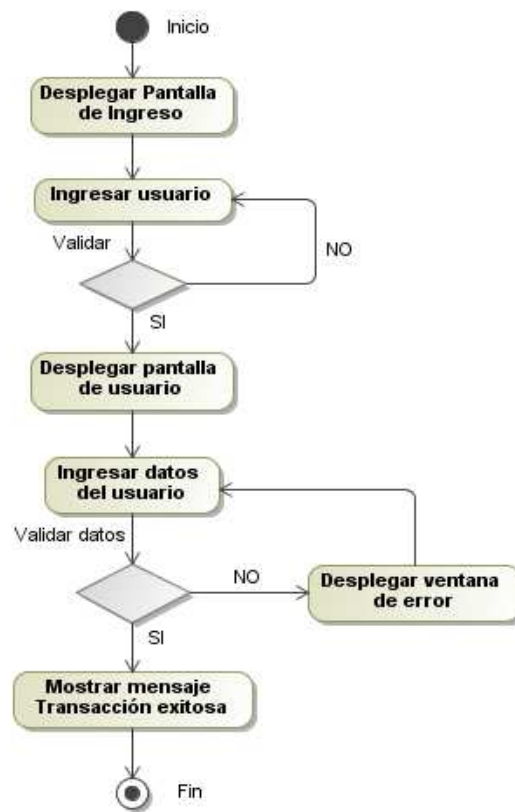 Inicio
Desplegar Pantalla
de Ingreso
Ingresar usuario
Validar
NO
SI
Desplegar pantalla
de usuario
Ingresar datos
del usuario
Validar datos
NO
Desplegar ventana
de error
SI
Mostrar mensaje
Transacción exitosa
Fin